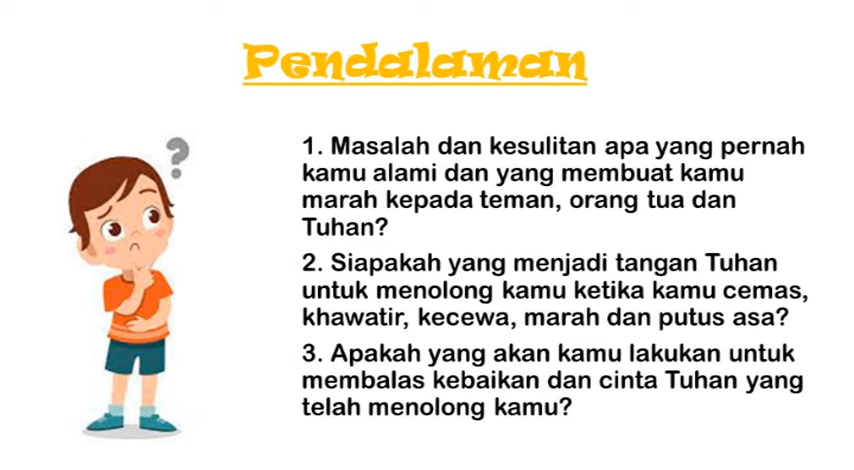 Pendalaman
?
1. Masalah dan kesulitan apa yang pernah
kamu alami dan yang membuat kamu
marah kepada teman, orang tua dan
Tuhan?
2. Siapakah yang menjadi tangan Tuhan
untuk menolong kamu ketika kamu cemas,
khawatir, kecewa, marah dan putus asa?
3. Apakah yang akan kamu lakukan untuk
membalas kebaikan dan cinta Tuhan yang
telah menolong kamu?